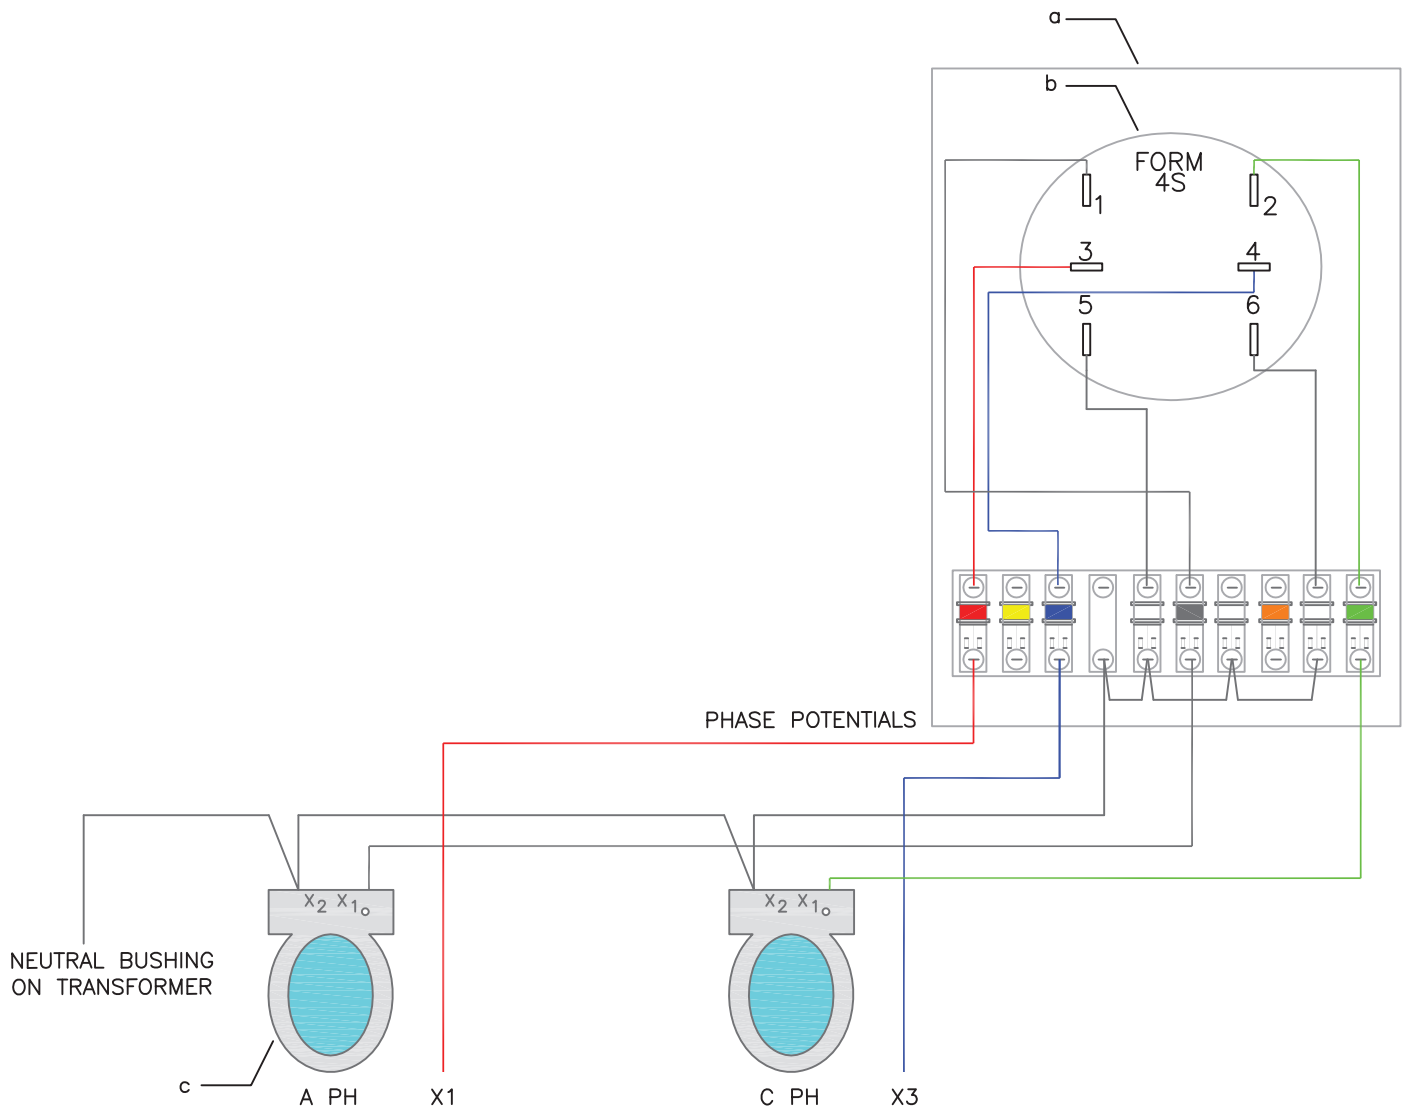 a
b
FORM
4S
1
2
3
4
5
6
PHASE POTENTIALS
X2 X1
X2 X1
NEUTRAL BUSHING
ON TRANSFORMER
c
A PH
X1
C PH
X3